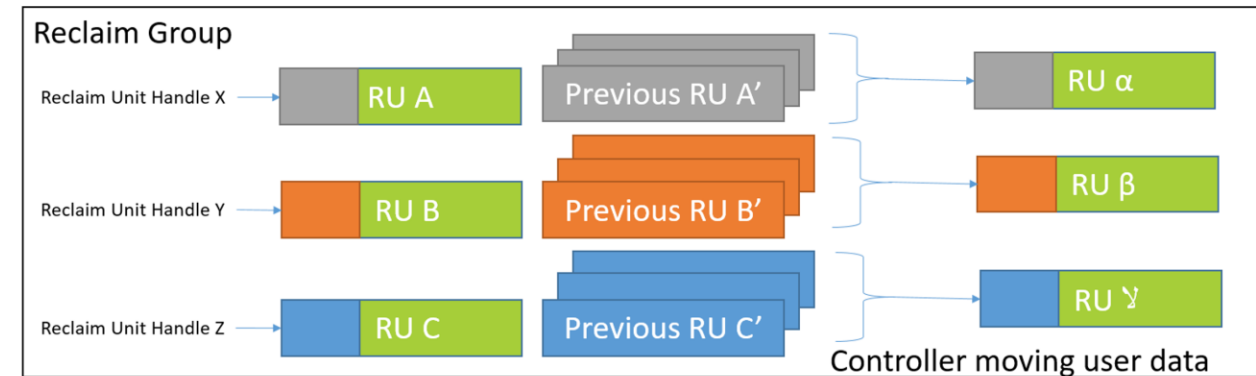 Reclaim Group
Reclaim Unit Handle X
RU A
Previous RU A’
RU α
Reclaim Unit Handle Y
RU B
Previous RU B’
RU β
Reclaim Unit Handle Z
RU C
Previous RU C’
RU ﻻ
Controller moving user data